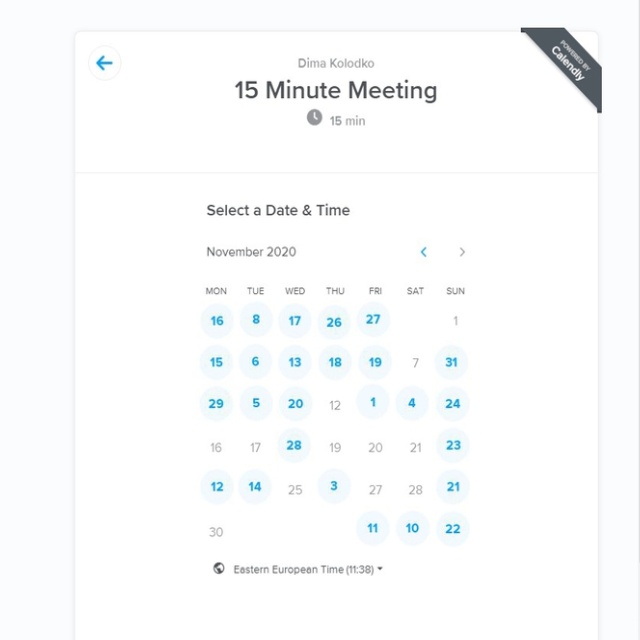 POWERED BY
Calendly
Dima Kolodko
15 Minute Meeting
15 min
Select a Date & Time
November 2020
MON TUE WED THU FRI SAT SUN
16 8 17 26 27 1
15 6 13 18 19 7 31
29 5 20 12 1 4 24
16 17 28 19 20 21 23
12 14 25 3 27 28 21
30 11 10 22
Eastern European Time (11:38)